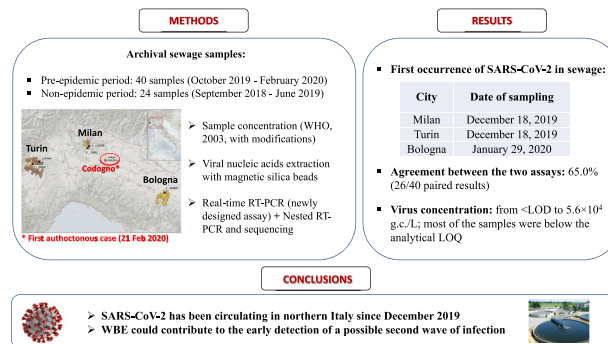 METHODS
Archival sewage samples:
▪ Pre-epidemic period: 40 samples (October 2019 - February 2020)
▪ Non-epidemic period: 24 samples (September 2018 - June 2019)
Milan
Turin
Codogno*
Bologna
* First authoctonous case (21 Feb 2020)
➢ Sample concentration (WHO,
2003, with modifications)
➢ Viral nucleic acids extraction
with magnetic silica beads
➢ Real-time RT-PCR (newly
designed assay) + Nested RT-
PCR and sequencing
RESULTS
▪ First occurrence of SARS-CoV-2 in sewage:
City Date of sampling
Milan December 18, 2019
Turin December 18, 2019
Bologna January 29, 2020
▪ Agreement between the two assays: 65.0%
(26/40 paired results)
▪ Virus concentration: from <LOD to 5.6×10⁴
g.c./L; most of the samples were below the
analytical LOQ
CONCLUSIONS
➢ SARS-CoV-2 has been circulating in northern Italy since December 2019
➢ WBE could contribute to the early detection of a possible second wave of infection